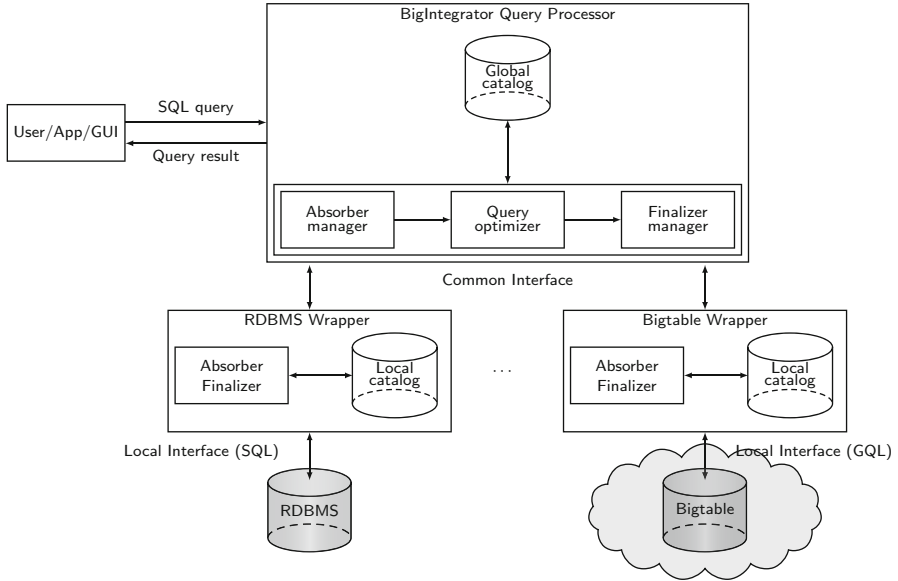 BigIntegrator Query Processor
Global
catalog
SQL query
User/App/GUI
Query result
Absorber
manager
Query
optimizer
Finalizer
manager
Common Interface
RDBMS Wrapper
Absorber
Finalizer
Local
catalog
...
Bigtable Wrapper
Absorber
Finalizer
Local
catalog
Local Interface (SQL)
Local Interface (GQL)
RDBMS
Bigtable